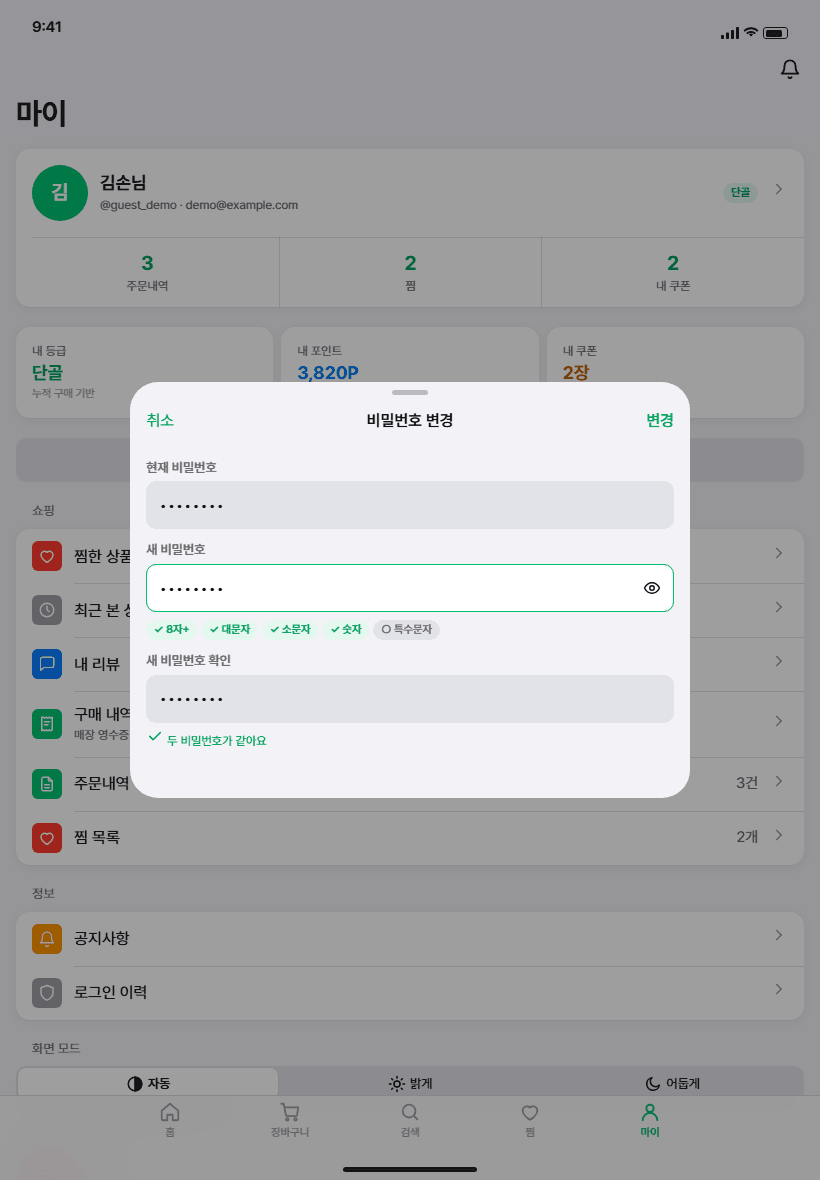 9:41
마이
김
김손님
@guest_demo · demo@example.com
단골
3
주문내역
2
찜
2
내 쿠폰
내 등급
단골
누적 구매 기반
내 포인트
3,820P
내 쿠폰
2장
취소
비밀번호 변경
변경
현재 비밀번호
••••••••
새 비밀번호
••••••••
8자+
대문자
소문자
숫자
특수문자
새 비밀번호 확인
••••••••
두 비밀번호가 같아요
쇼핑
찜한 상품
최근 본
내 리뷰
구매 내역
매장 영수증
주문내역
3건
찜 목록
2개
정보
공지사항
로그인 이력
화면 모드
자동
밝게
어둡게
홈
장바구니
검색
찜
마이